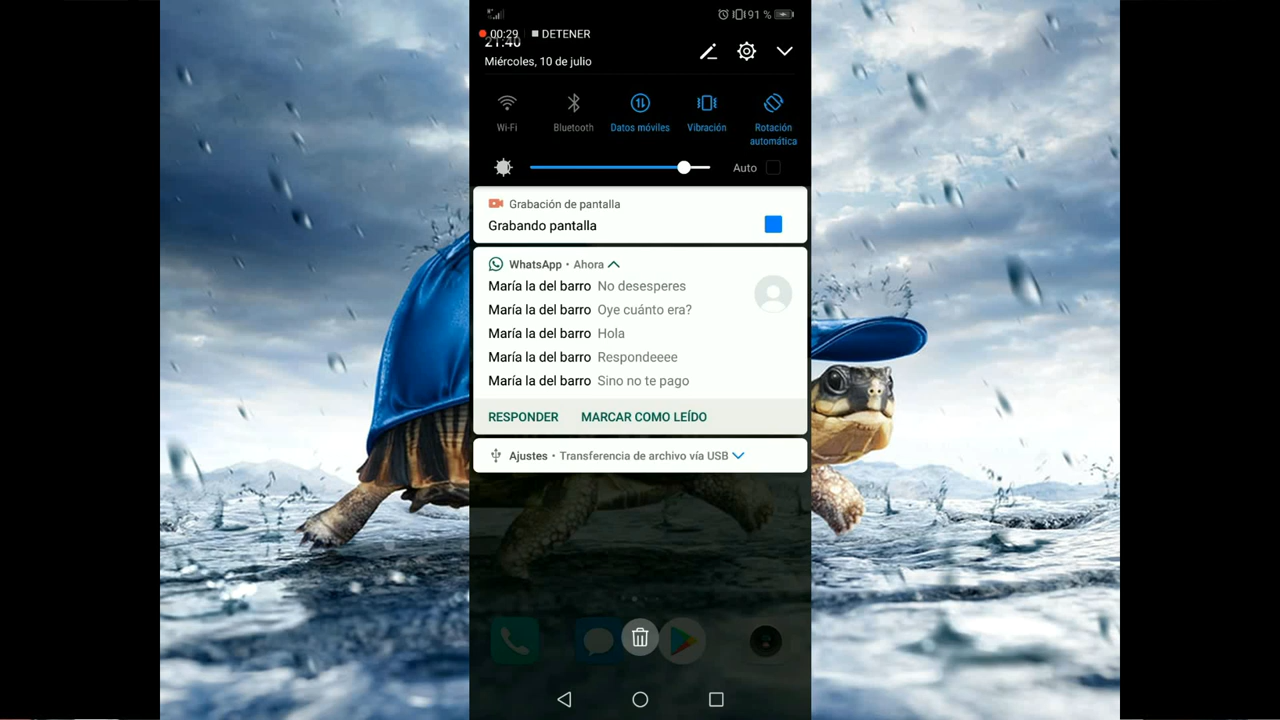 91 %
00:29 DETENER
21:40
Miércoles, 10 de julio
Wi-Fi
Bluetooth
Datos móviles
Vibración
Rotación
automática
Auto
Grabación de pantalla
Grabando pantalla
WhatsApp • Ahora
María la del barro No desesperes
María la del barro Oye cuánto era?
María la del barro Hola
María la del barro Respondeeee
María la del barro Sino no te pago
RESPONDER MARCAR COMO LEÍDO
Ajustes • Transferencia de archivo vía USB